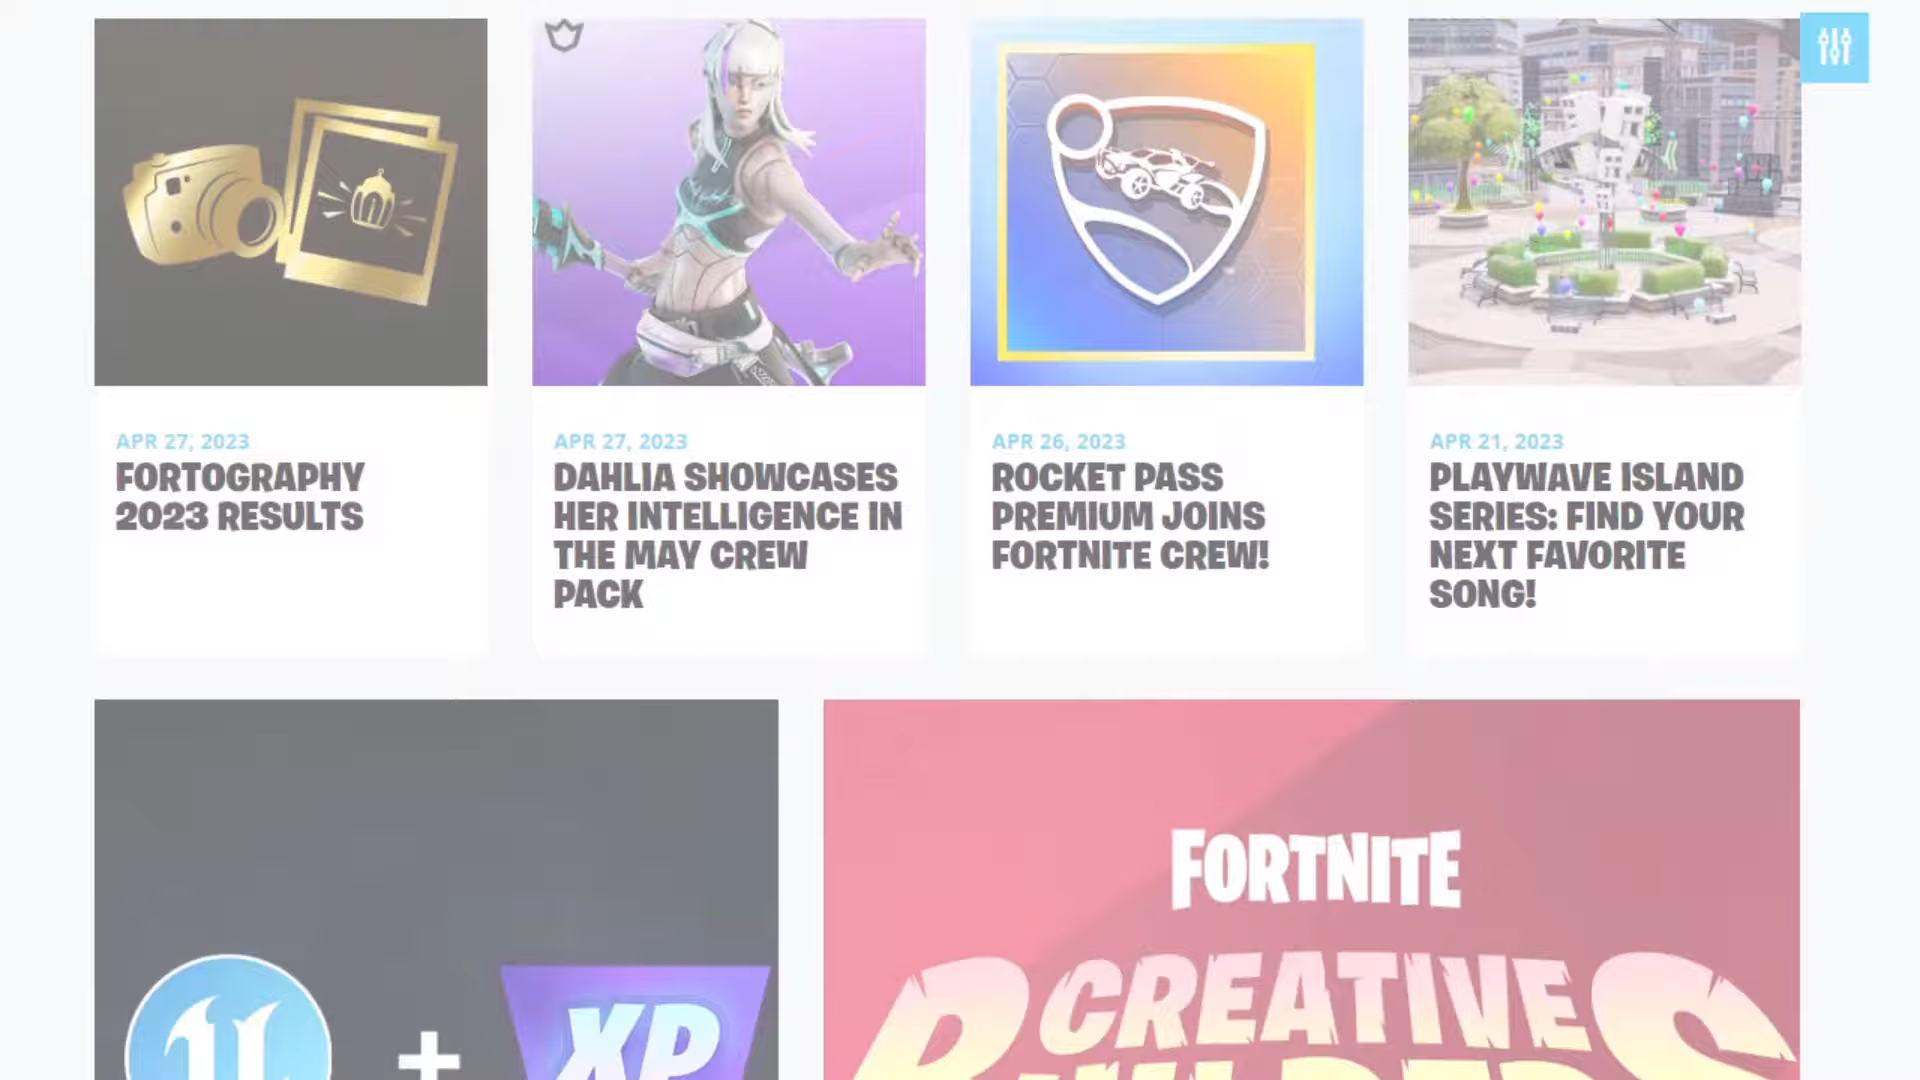 APR 27, 2023
FORTOGRAPHY
2023 RESULTS
APR 27, 2023
DAHLIA SHOWCASES
HER INTELLIGENCE IN
THE MAY CREW
PACK
APR 26, 2023
ROCKET PASS
PREMIUM JOINS
FORTNITE CREW!
APR 21, 2023
PLAYWAVE ISLAND
SERIES: FIND YOUR
NEXT FAVORITE
SONG!
+ XP
FORTNITE
CREATIVE
BUILDERS